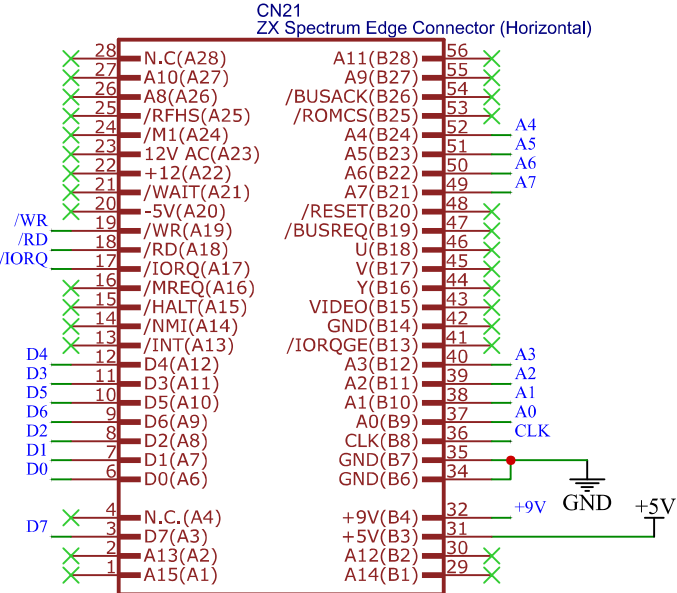 CN21
ZX Spectrum Edge Connector (Horizontal)
28 N.C(A28) A11(B28) 56
27 A10(A27) A9(B27) 55
26 A8(A26) /BUSACK(B26) 54
25 /RFHS(A25) /ROMCS(B25) 53
24 /M1(A24) A4(B24) 52 A4
23 12V AC(A23) A5(B23) 51 A5
22 +12(A22) A6(B22) 50 A6
21 /WAIT(A21) A7(B21) 49 A7
20 -5V(A20) /RESET(B20) 48
/WR 19 /WR(A19) /BUSREQ(B19) 47
/RD 18 /RD(A18) U(B18) 46
/IORQ 17 /IORQ(A17) V(B17) 45
16 /MREQ(A16) Y(B16) 44
15 /HALT(A15) VIDEO(B15) 43
14 /NMI(A14) GND(B14) 42
13 /INT(A13) /IORQGE(B13) 41
D4 12 D4(A12) A3(B12) 40 A3
D3 11 D3(A11) A2(B11) 39 A2
D5 10 D5(A10) A1(B10) 38 A1
D6 9 D6(A9) A0(B9) 37 A0
D2 8 D2(A8) CLK(B8) 36 CLK
D1 7 D1(A7) GND(B7) 35
D0 6 D0(A6) GND(B6) 34
GND
4 N.C.(A4) +9V(B4) 32 +9V
+5V
D7 3 D7(A3) +5V(B3) 31
2 A13(A2) A12(B2) 30
1 A15(A1) A14(B1) 29